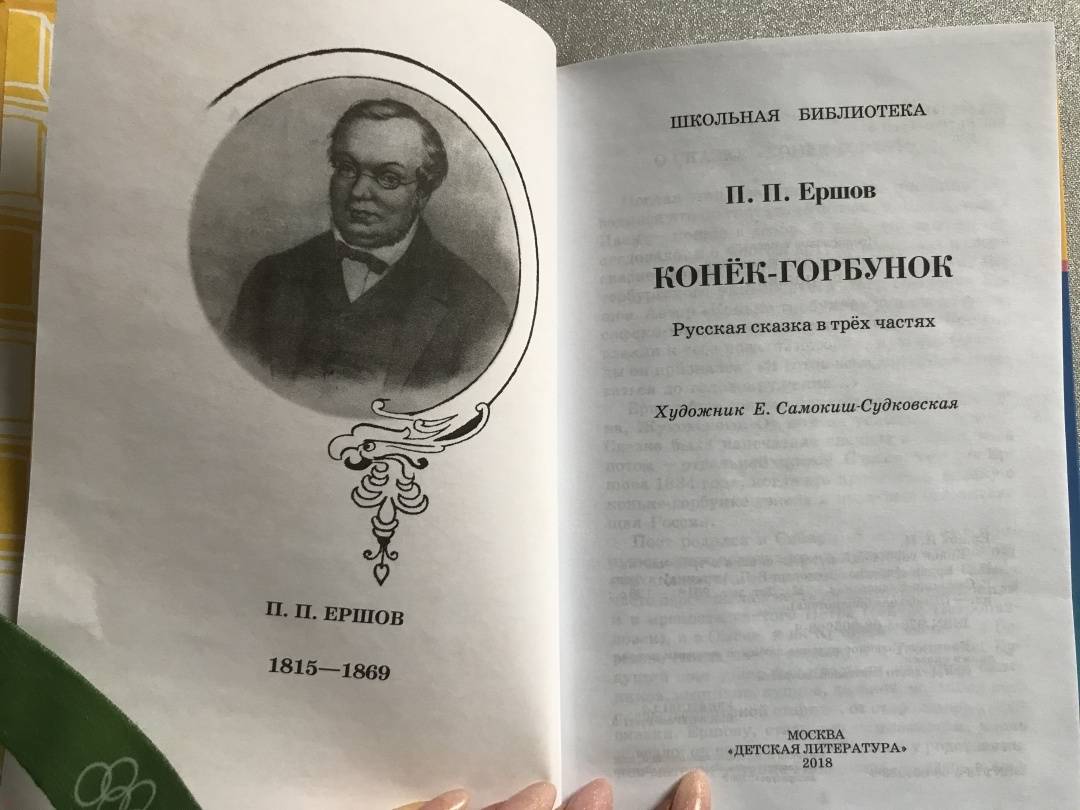 П. П. ЕРШОВ
1815—1869
ШКОЛЬНАЯ БИБЛИОТЕКА
П. П. Ершов
КОНЁК-ГОРБУНОК
Русская сказка в трёх частях
Художник Е. Самокиш-Судковская
МОСКВА
«ДЕТСКАЯ ЛИТЕРАТУРА»
2018